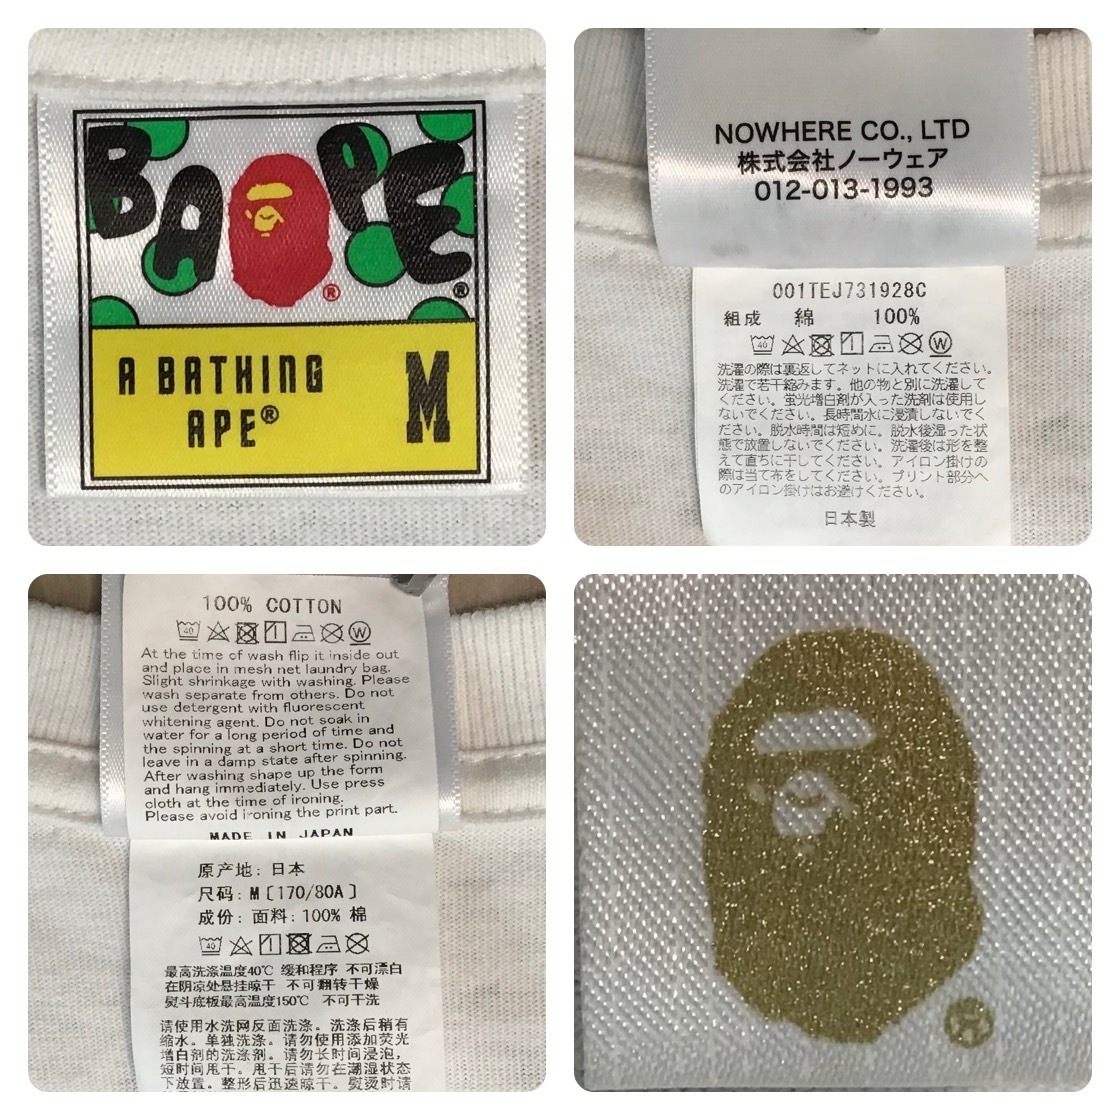 BAPE®
®
A BATHING
APE®
M
NOWHERE CO., LTD
株式会社ノーウェア
012-013-1993
001TEJ731928C
組成 綿 100%
40 1 W
洗濯の際は裏返してネットに入れてください。
洗濯で若干縮みます。他の物と別に洗濯して
ください。蛍光増白剤が入った洗剤は使用し
ないでください。長時間水に浸漬しないでくだ
さい。脱水時間は短めに。脱水後湿った状
態で放置しないでください。洗濯後は形を整
えて直ちに干してください。アイロン掛けの
際は当て布をしてください。プリント部分へ
のアイロン掛けはお避けください。
日本製
100% COTTON
40 1 W
At the time of wash flip it inside out
and place in mesh net laundry bag.
Slight shrinkage with washing. Please
wash separate from others. Do not
use detergent with fluorescent
whitening agent. Do not soak in
water for a long period of time and
the spinning at a short time. Do not
leave in a damp state after spinning.
After washing shape up the form
and hang immediately. Use press
cloth at the time of ironing.
Please avoid ironing the print part.
MADE IN JAPAN
原产地: 日本
尺码: M〔170/80A〕
成份: 面料: 100% 棉
40 1
最高洗涤温度40℃ 缓和程序 不可漂白
在阴凉处悬挂晾干 不可翻转干燥
熨斗底板最高温度150℃ 不可干洗
请使用水洗网反面洗涤。洗涤后稍有
缩水。单独洗涤。请勿使用添加荧光
增白剂的洗涤剂。请勿长时间浸泡,
短时间甩干。甩干后请勿在潮湿状态
下放置。整形后迅速晾干。熨烫时请
®